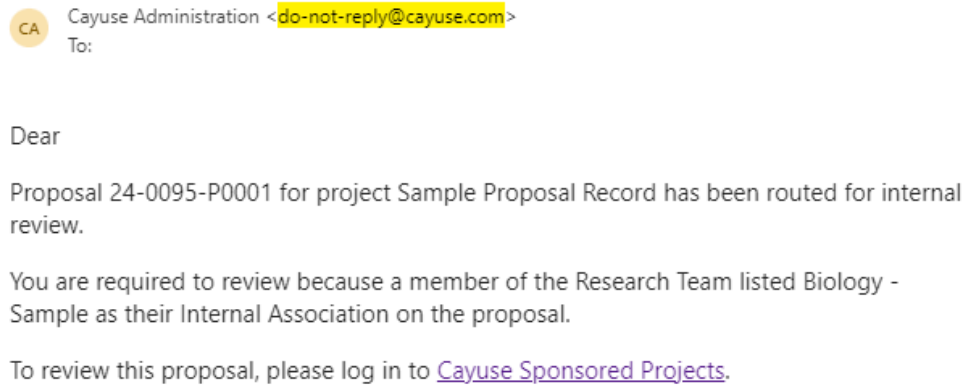 CA
Cayuse Administration <do-not-reply@cayuse.com>
To:
Dear
Proposal 24-0095-P0001 for project Sample Proposal Record has been routed for internal
review.
You are required to review because a member of the Research Team listed Biology -
Sample as their Internal Association on the proposal.
To review this proposal, please log in to Cayuse Sponsored Projects.